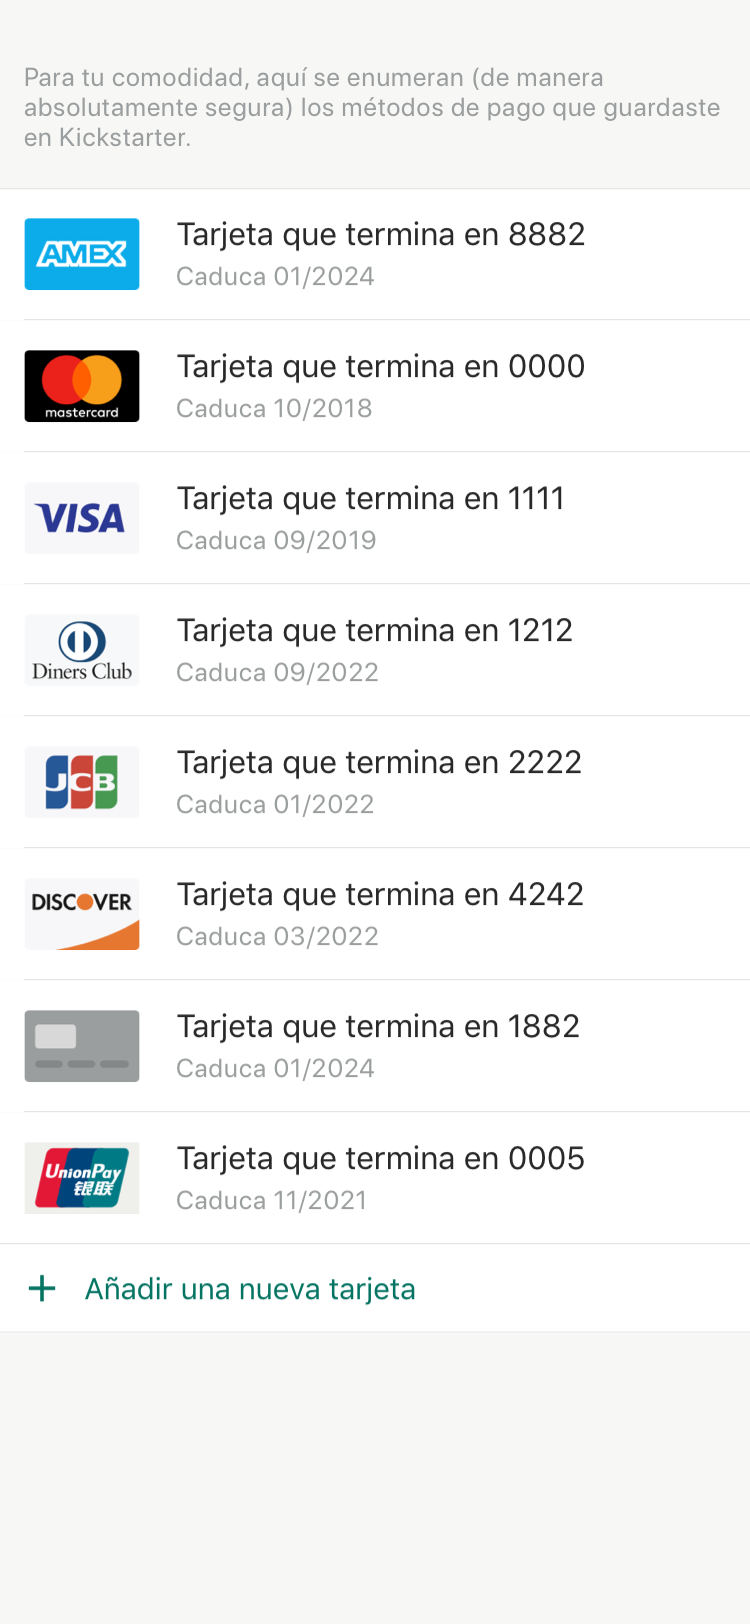 Para tu comodidad, aquí se enumeran (de manera
absolutamente segura) los métodos de pago que guardaste
en Kickstarter.
AMEX
Tarjeta que termina en 8882
Caduca 01/2024
mastercard
Tarjeta que termina en 0000
Caduca 10/2018
VISA
Tarjeta que termina en 1111
Caduca 09/2019
Diners Club
Tarjeta que termina en 1212
Caduca 09/2022
JCB
Tarjeta que termina en 2222
Caduca 01/2022
DISCOVER
Tarjeta que termina en 4242
Caduca 03/2022
Tarjeta que termina en 1882
Caduca 01/2024
UnionPay
银联
Tarjeta que termina en 0005
Caduca 11/2021
+ Añadir una nueva tarjeta